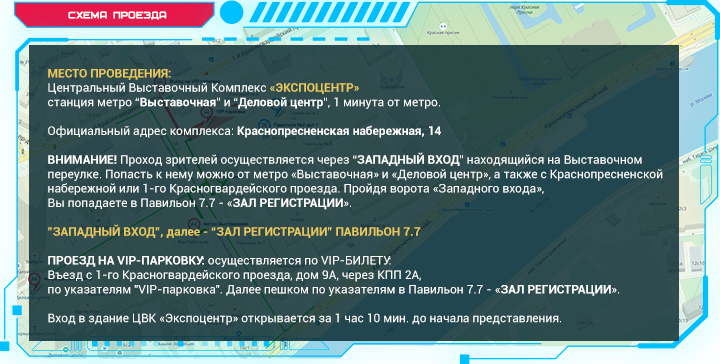 СХЕМА ПРОЕЗДА
МЕСТО ПРОВЕДЕНИЯ:
Центральный Выставочный Комплекс «ЭКСПОЦЕНТР»
станция метро “Выставочная" и “Деловой центр", 1 минута от метро.
Официальный адрес комплекса: Краснопресненская набережная, 14
ВНИМАНИЕ! Проход зрителей осуществляется через “ЗАПАДНЫЙ ВХОД" находящийся на Выставочном
переулке. Попасть к нему можно от метро «Выставочная» и «Деловой центр», а также с Краснопресненской
набережной или 1-го Красногвардейского проезда. Пройдя ворота «Западного входа»,
Вы попадаете в Павильон 7.7 - «ЗАЛ РЕГИСТРАЦИИ».
"ЗАПАДНЫЙ ВХОД", далее - "ЗАЛ РЕГИСТРАЦИИ" ПАВИЛЬОН 7.7
ПРОЕЗД НА VIP-ПАРКОВКУ: осуществляется по VIP-БИЛЕТУ.
Въезд с 1-го Красногвардейского проезда, дом 9А, через КПП 2А,
по указателям "VIP-парковка". Далее пешком по указателям в Павильон 7.7 - «ЗАЛ РЕГИСТРАЦИИ».
Вход в здание ЦВК «Экспоцентр» открывается за 1 час 10 мин. до начала представления.